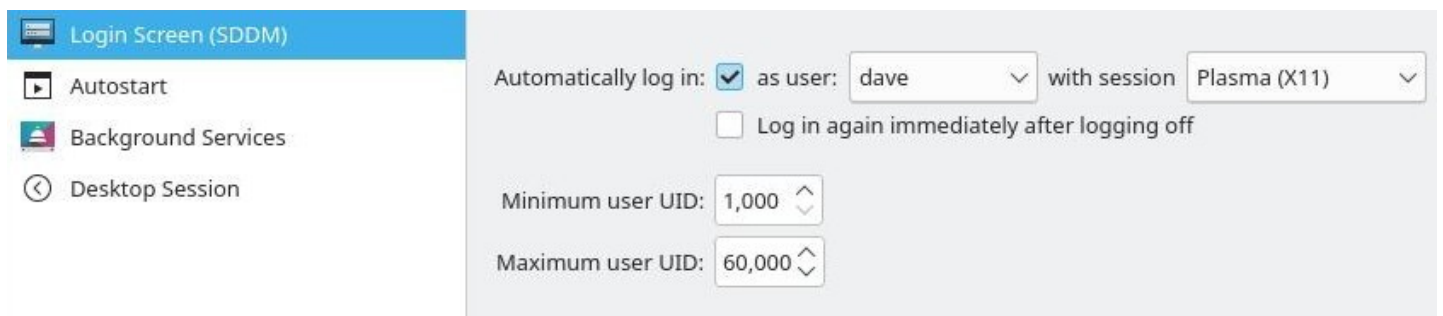 Login Screen (SDDM)
Autostart
Background Services
Desktop Session
Automatically log in: as user: dave with session Plasma (X11)
Log in again immediately after logging off
Minimum user UID: 1,000
Maximum user UID: 60,000